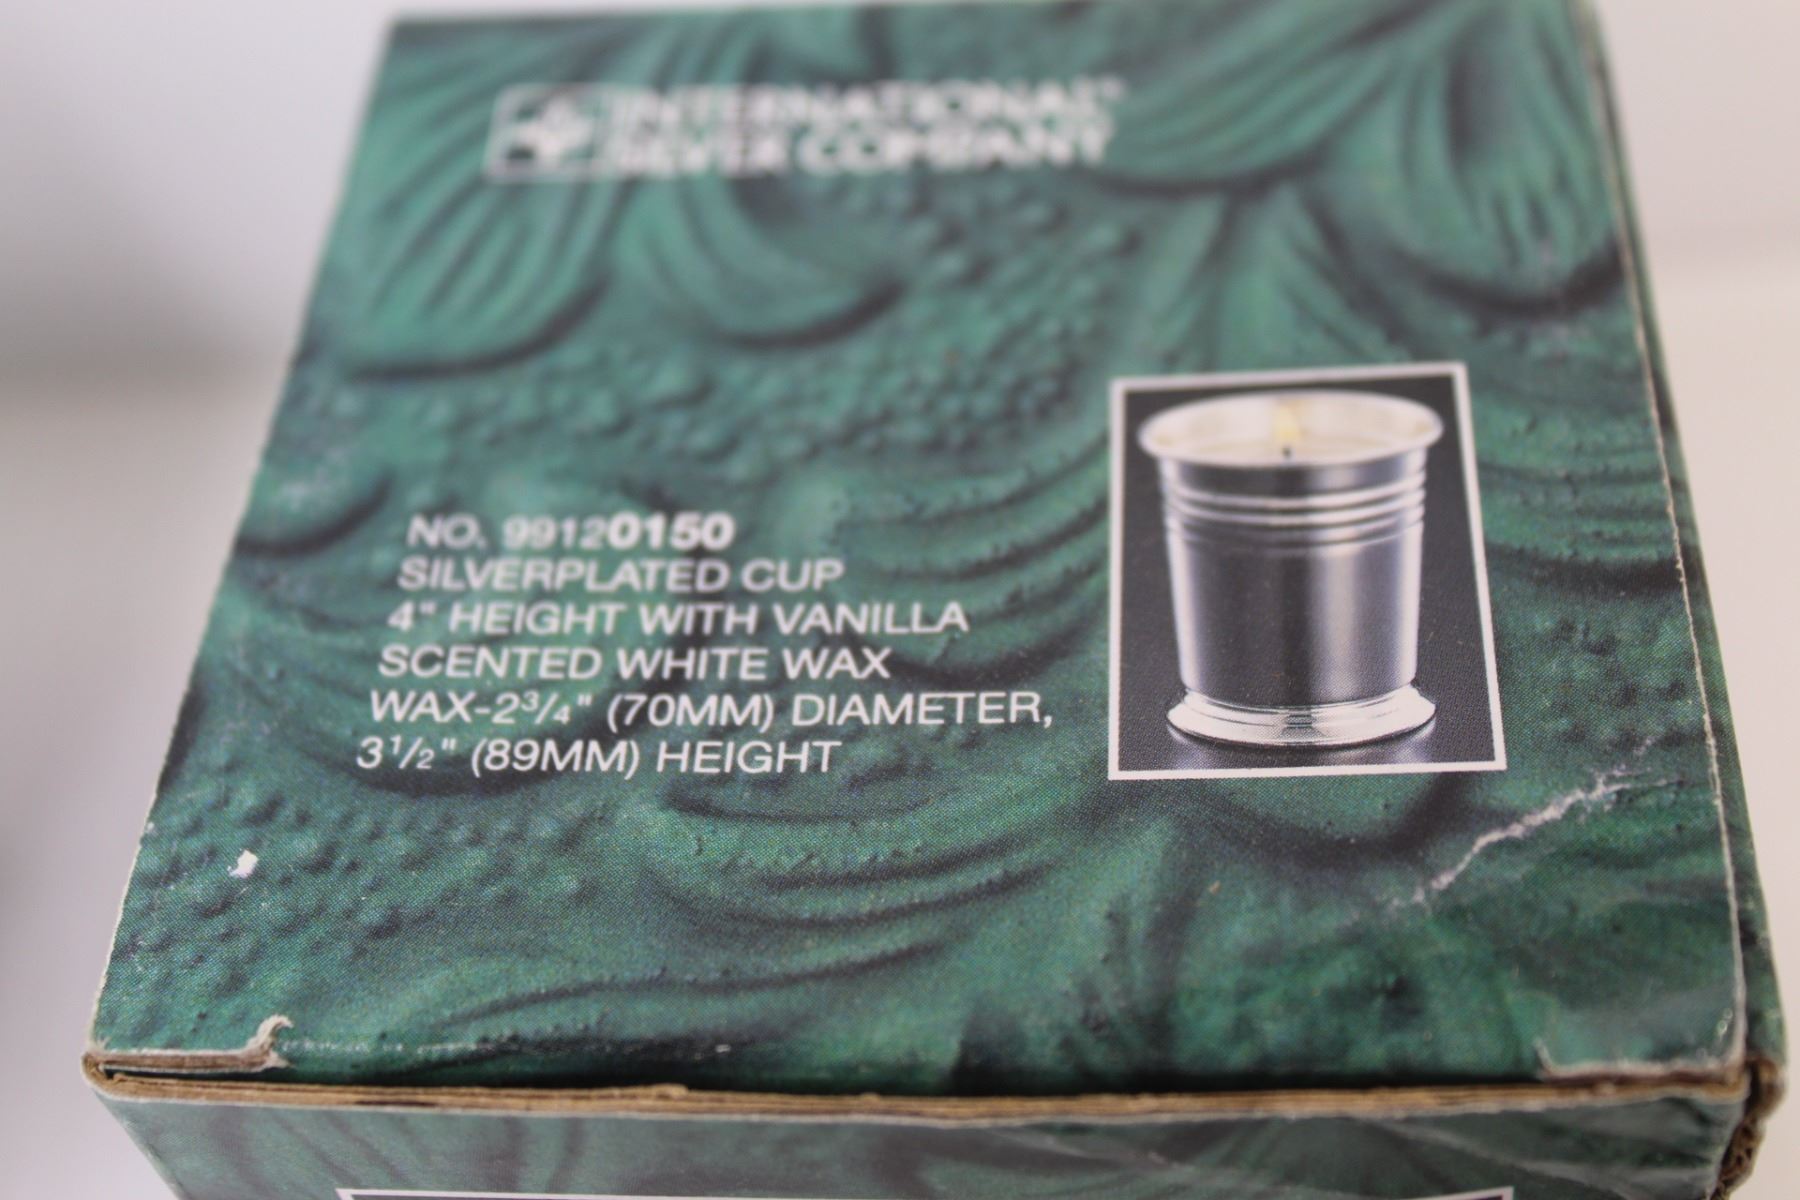 INTERNATIONAL®
SILVER COMPANY
NO. 99120150
SILVERPLATED CUP
4" HEIGHT WITH VANILLA
SCENTED WHITE WAX
WAX-2¾" (70MM) DIAMETER,
3½" (89MM) HEIGHT